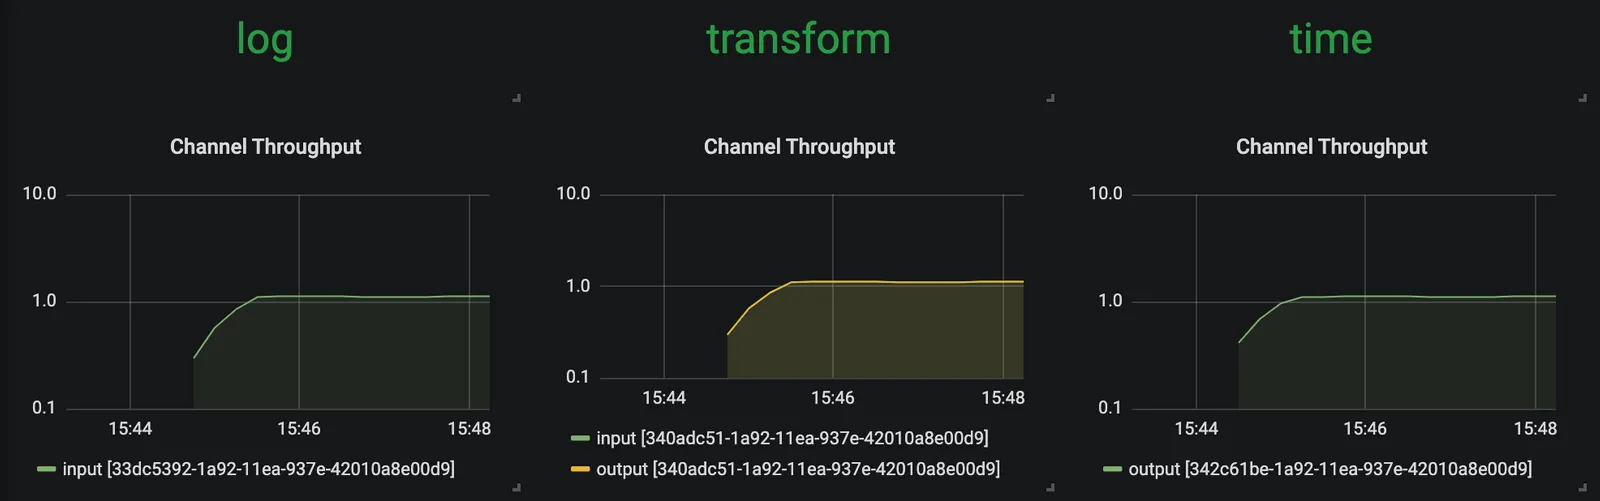 log
Channel Throughput
10.0
1.0
0.1
15:44 15:46 15:48
input [33dc5392-1a92-11ea-937e-42010a8e00d9]
transform
Channel Throughput
10.0
1.0
0.1
15:44 15:46 15:48
input [340adc51-1a92-11ea-937e-42010a8e00d9]
output [340adc51-1a92-11ea-937e-42010a8e00d9]
time
Channel Throughput
10.0
1.0
0.1
15:44 15:46 15:48
output [342c61be-1a92-11ea-937e-42010a8e00d9]